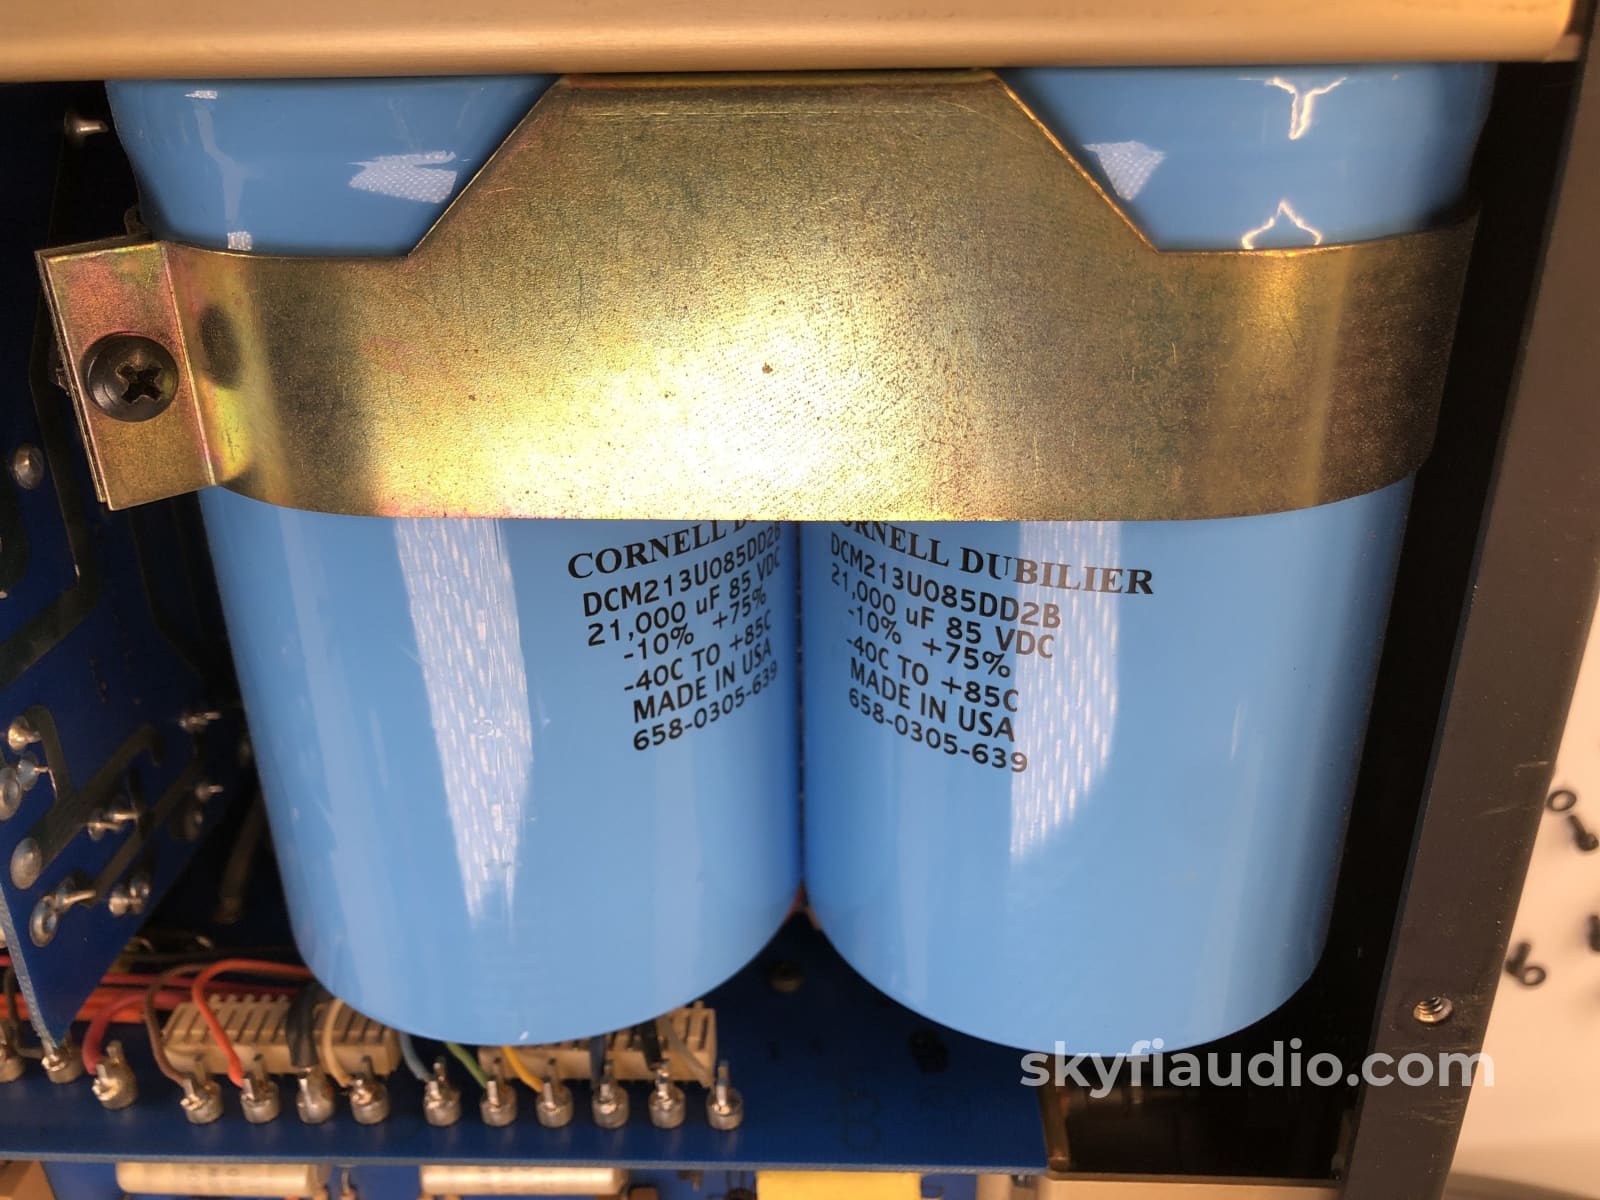 CORNELL
DCM213U085DD2B
21,000 uF 85 VDC
-10% +75%
-40C TO +85C
MADE IN USA
658-0305-639
CORNELL DUBILIER
DCM213U085DD2B
21,000 uF 85 VDC
-10% +75%
-40C TO +85C
MADE IN USA
658-0305-639
skyfiaudio.com